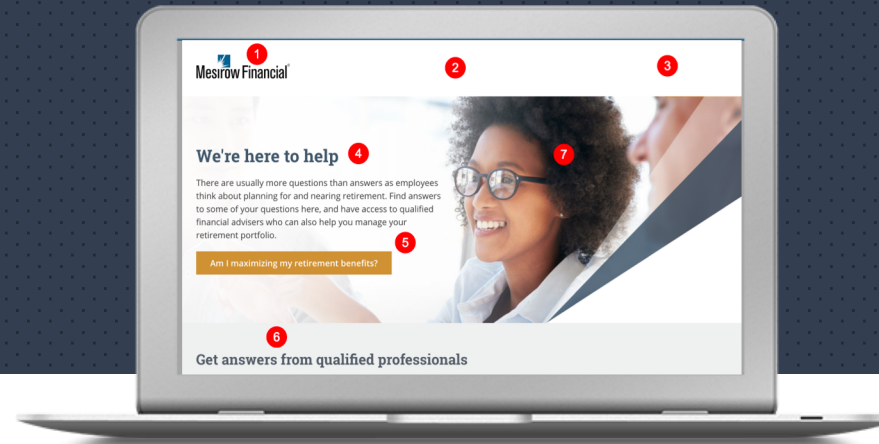 1
2
3
Mesirow Financial®
We're here to help
4
7
There are usually more questions than answers as employees
think about planning for and nearing retirement. Find answers
to some of your questions here, and have access to qualified
financial advisers who can also help you manage your
retirement portfolio.
5
Am I maximizing my retirement benefits?
6
Get answers from qualified professionals